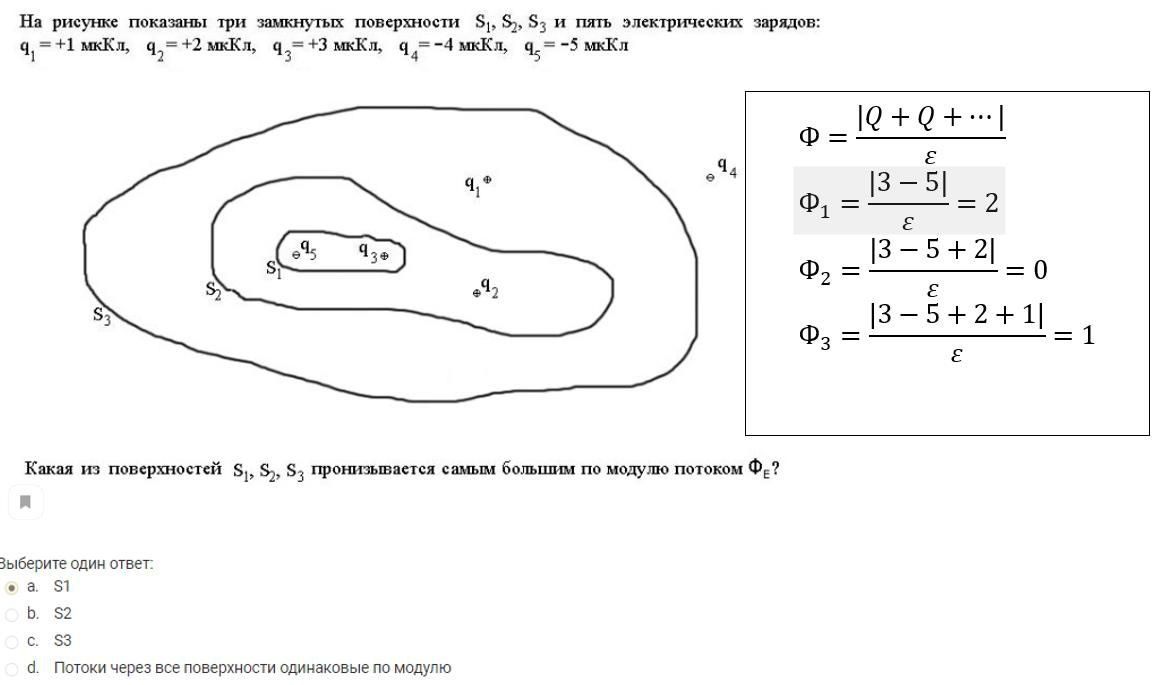 На рисунке показаны три замкнутых поверхности S₁, S₂, S₃ и пять электрических зарядов:
q₁ = +1 мкКл, q₂ = +2 мкКл, q₃ = +3 мкКл, q₄ = −4 мкКл, q₅ = −5 мкКл
q₄
q₁
q₅
q₃
S₁
S₂
q₂
S₃
Φ = |Q + Q + ⋯| / ε
Φ₁ = |3 − 5| / ε = 2
Φ₂ = |3 − 5 + 2| / ε = 0
Φ₃ = |3 − 5 + 2 + 1| / ε = 1
Какая из поверхностей S₁, S₂, S₃ пронизывается самым большим по модулю потоком Φ_E?
Выберите один ответ:
a. S1
b. S2
c. S3
d. Потоки через все поверхности одинаковые по модулю